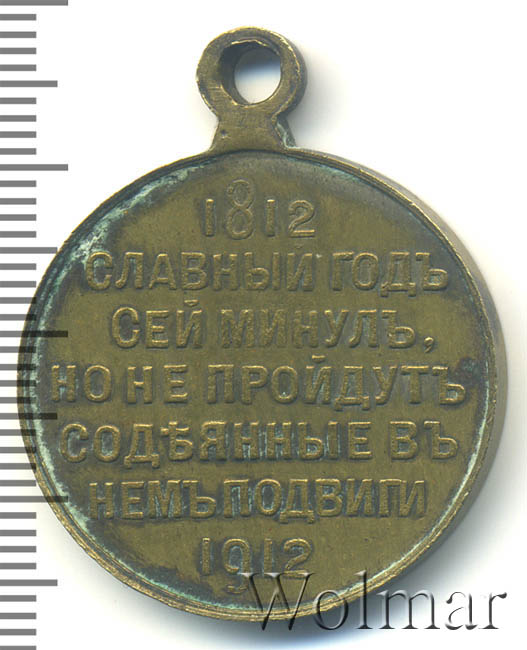 1812
СЛАВНЫЙ ГОДЪ
СЕЙ МИНУЛЪ,
НО НЕ ПРОЙДУТЪ
СОДѢЯННЫЕ ВЪ
НЕМЪ ПОДВИГИ
1912
Wolmar